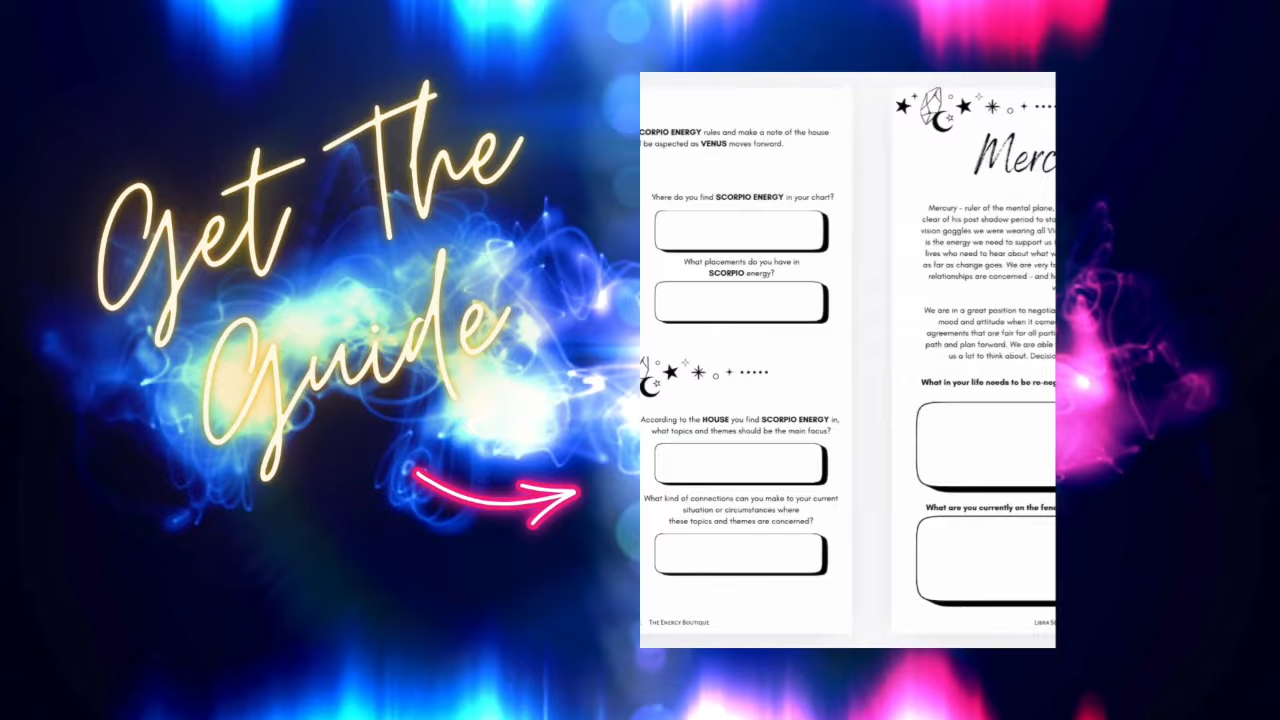 Get The
Guide
CORPIO ENERGY rules and make a note of the house
be aspected as VENUS moves forward.
here do you find SCORPIO ENERGY in your chart?
What placements do you have in
SCORPIO energy?
According to the HOUSE you find SCORPIO ENERGY in,
what topics and themes should be the main focus?
What kind of connections can you make to your current
situation or circumstances where
these topics and themes are concerned?
The Energy Boutique
Merc
Mercury - ruler of the mental plane,
clear of his post shadow period to sta
vision goggles we were wearing all Vi
is the energy we need to support us
lives who need to hear about what w
as far as change goes. We are very f
relationships are concerned - and h
w
We are in a great position to negotia
mood and attitude when it come
agreements that are fair for all parti
path and plan forward. We are able
us a lot to think about. Decisio
What in your life needs to be re-neg
What are you currently on the fenc
Libra Se